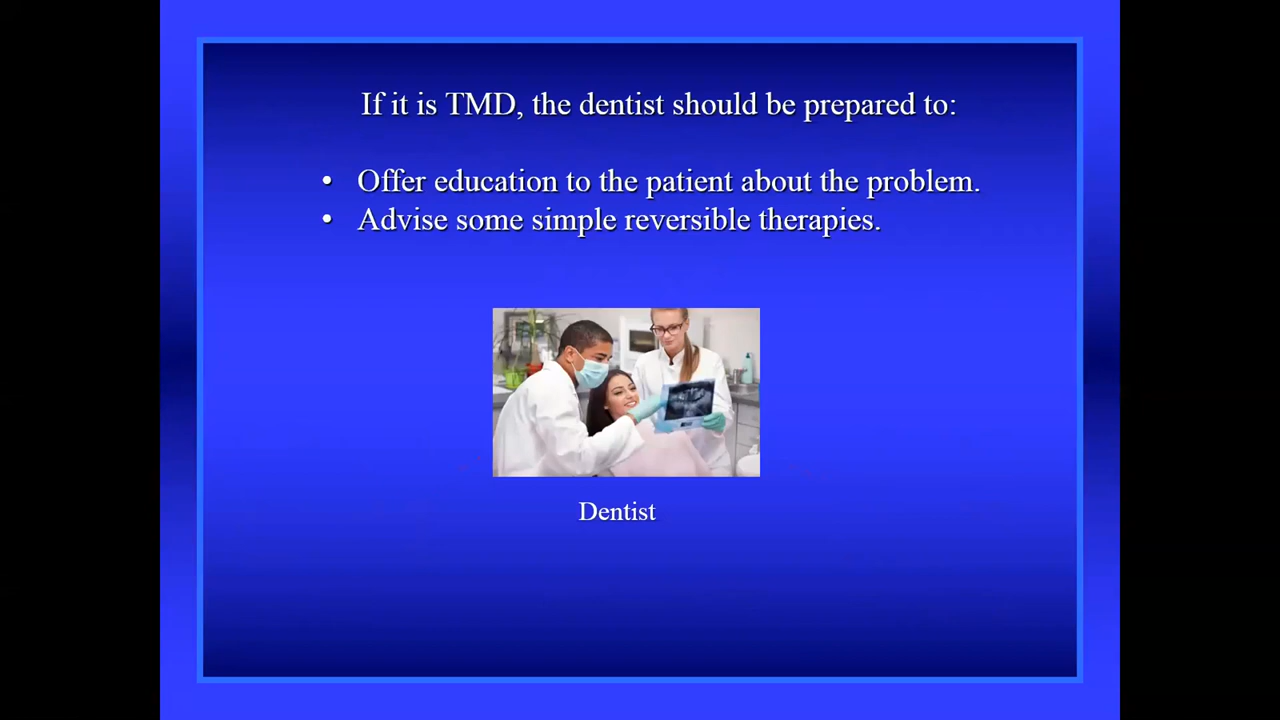 If it is TMD, the dentist should be prepared to:
• Offer education to the patient about the problem.
• Advise some simple reversible therapies.
Dentist